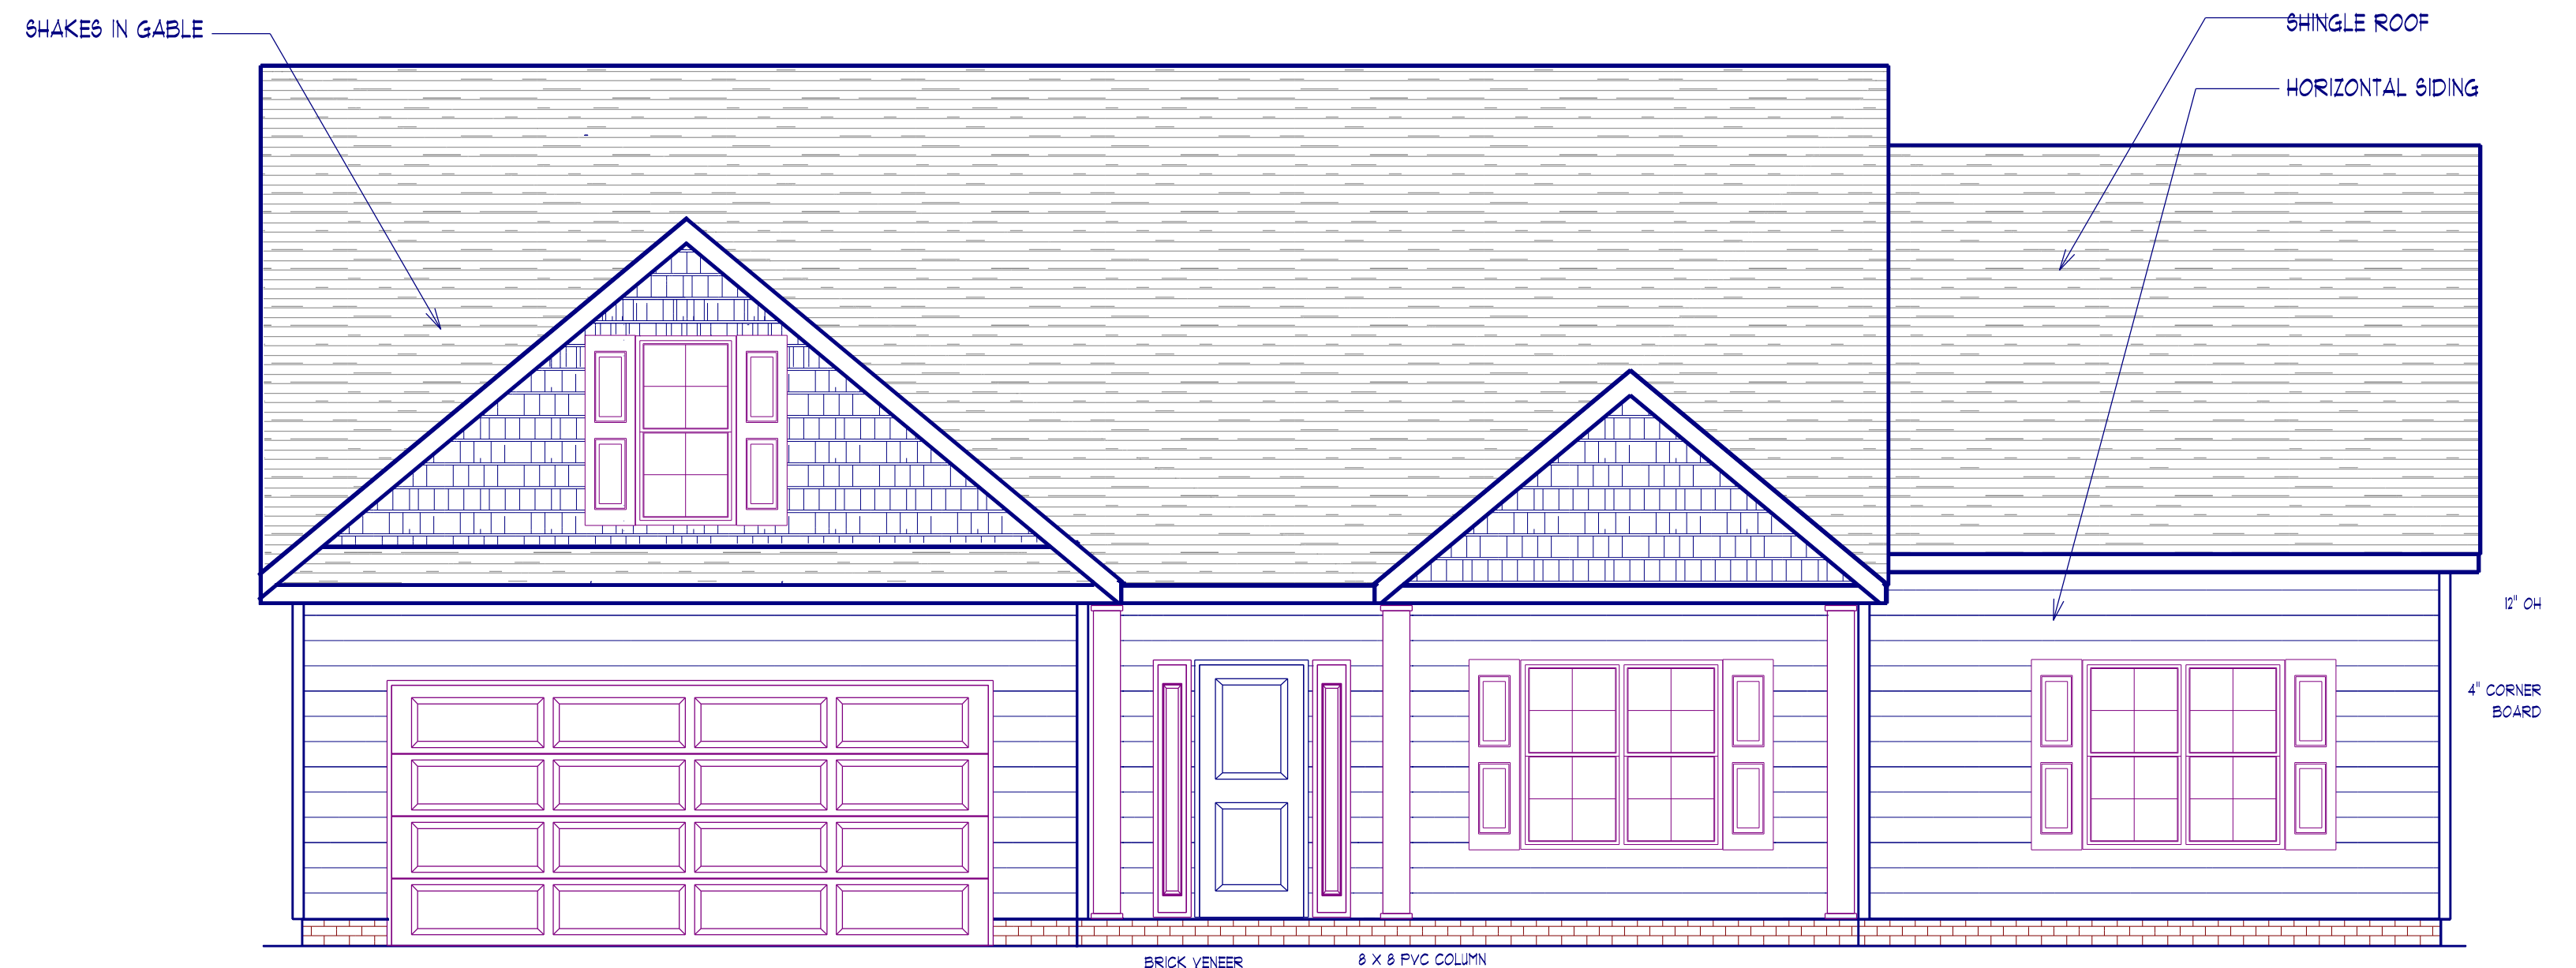 SHAKES IN GABLE
SHINGLE ROOF
HORIZONTAL SIDING
12" OH
4" CORNER
BOARD
BRICK VENEER
8 X 8 PVC COLUMN